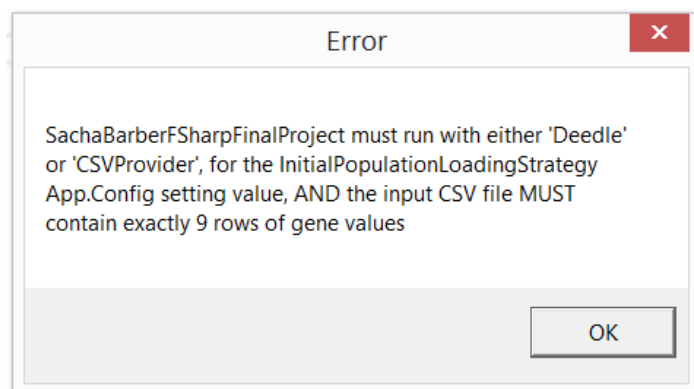 Error
SachaBarberFSharpFinalProject must run with either 'Deedle'
or 'CSVProvider', for the InitialPopulationLoadingStrategy
App.Config setting value, AND the input CSV file MUST
contain exactly 9 rows of gene values
OK